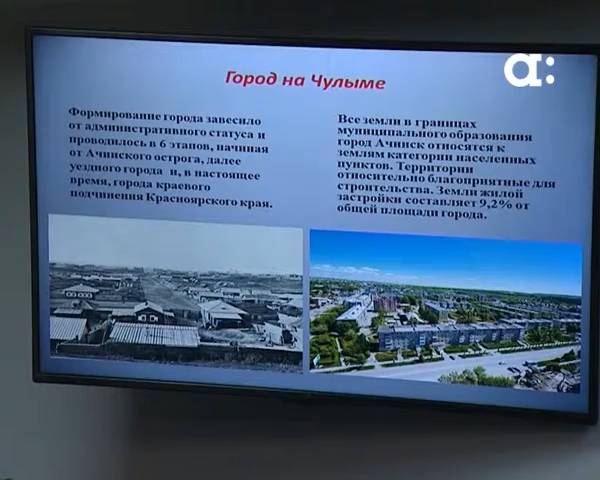 Город на Чулыме
Формирование города завесило
от административного статуса и
проводилось в 6 этапов, начиная
от Ачинского острога, далее
уездного города и, в настоящее
время, города краевого
подчинения Красноярского края.
Все земли в границах
муниципального образования
город Ачинск относятся к
землям категории населенных
пунктов. Территории
относительно благоприятные для
строительства. Земли жилой
застройки составляет 9,2% от
общей площади города.
a: